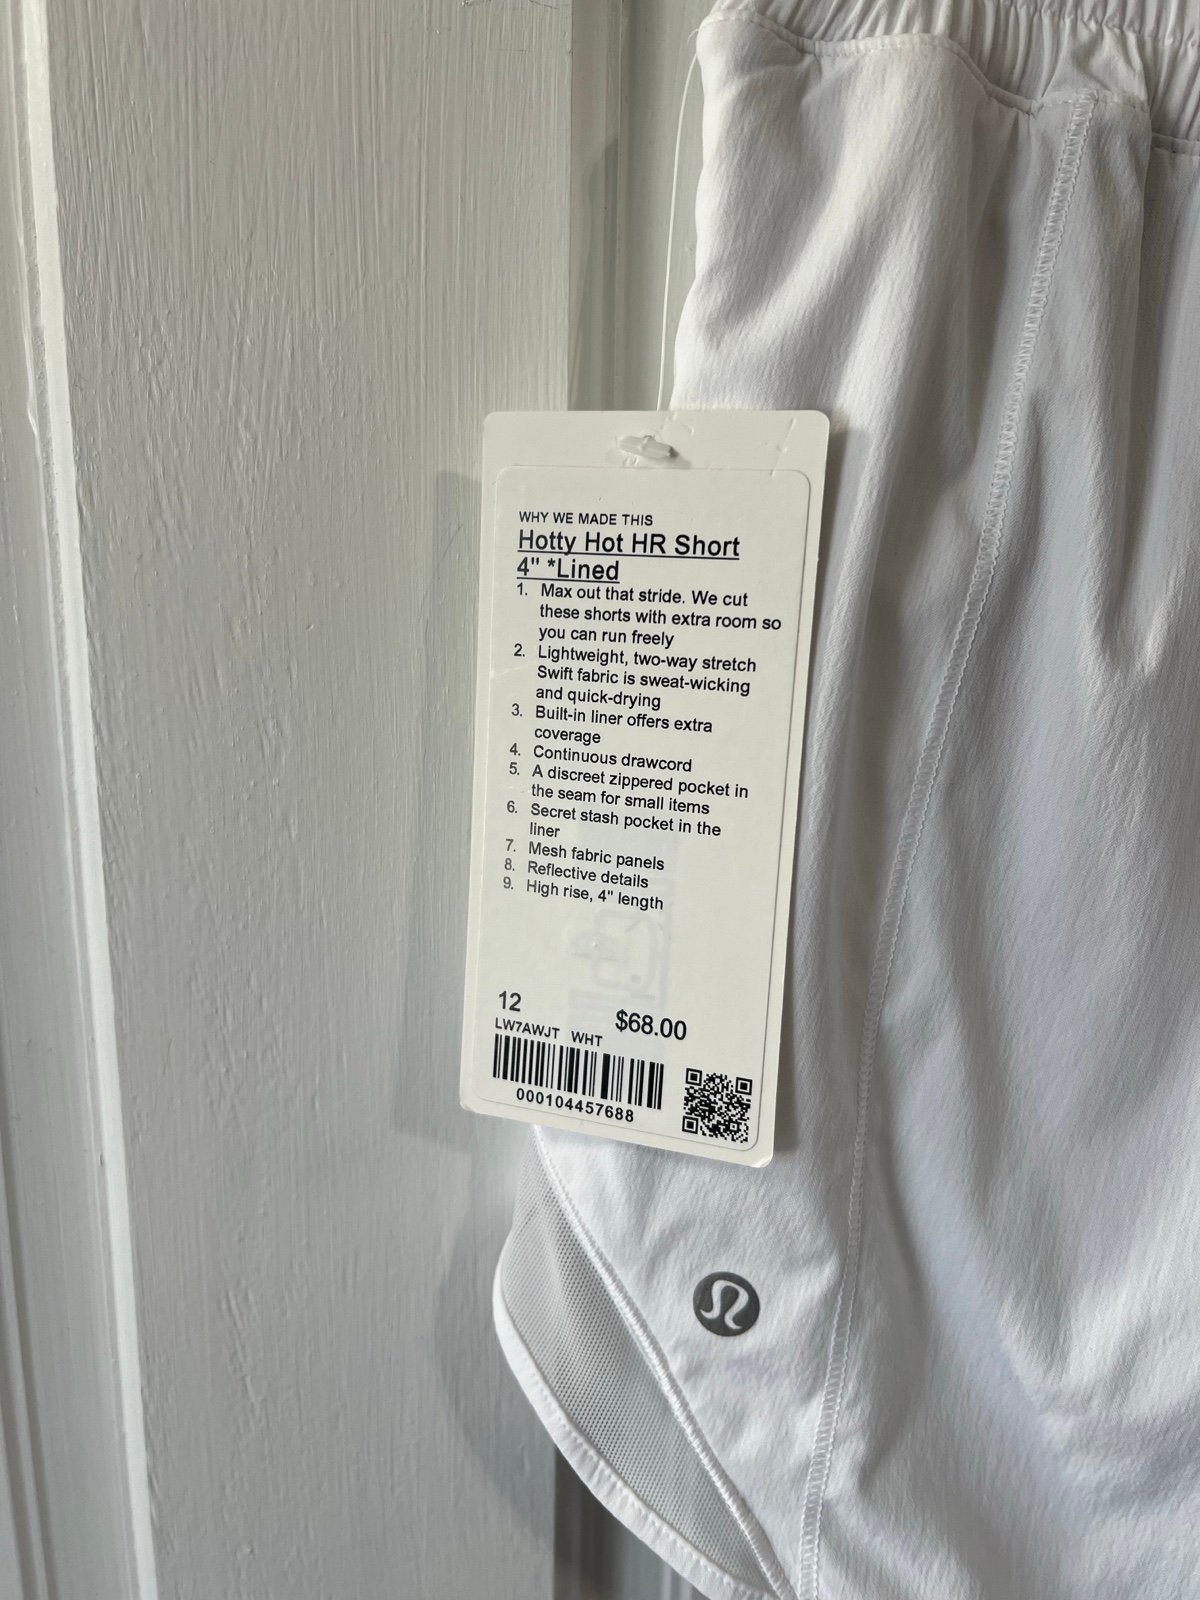 WHY WE MADE THIS
Hotty Hot HR Short
4" *Lined
1. Max out that stride. We cut
these shorts with extra room so
you can run freely
2. Lightweight, two-way stretch
Swift fabric is sweat-wicking
and quick-drying
3. Built-in liner offers extra
coverage
4. Continuous drawcord
5. A discreet zippered pocket in
the seam for small items
6. Secret stash pocket in the
liner
7. Mesh fabric panels
8. Reflective details
9. High rise, 4" length
12 $68.00
LW7AWJT WHT
000104457688